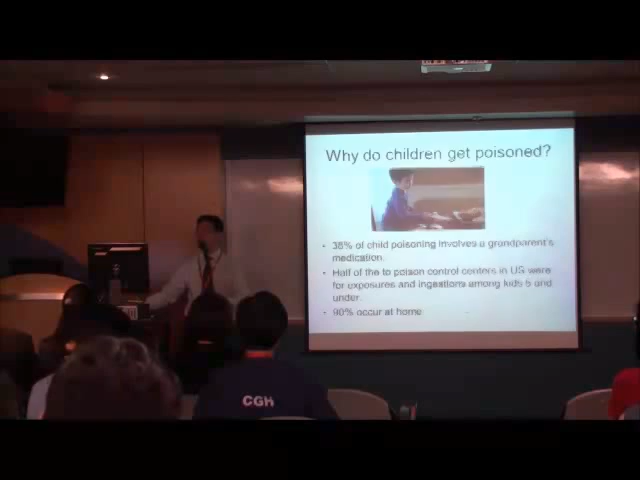 Why do children get poisoned?
• 38% of child poisoning involves a grandparent's
medication.
• Half of the to poison control centers in US were
for exposures and ingestions among kids 5 and
under.
• 90% occur at home
CGH